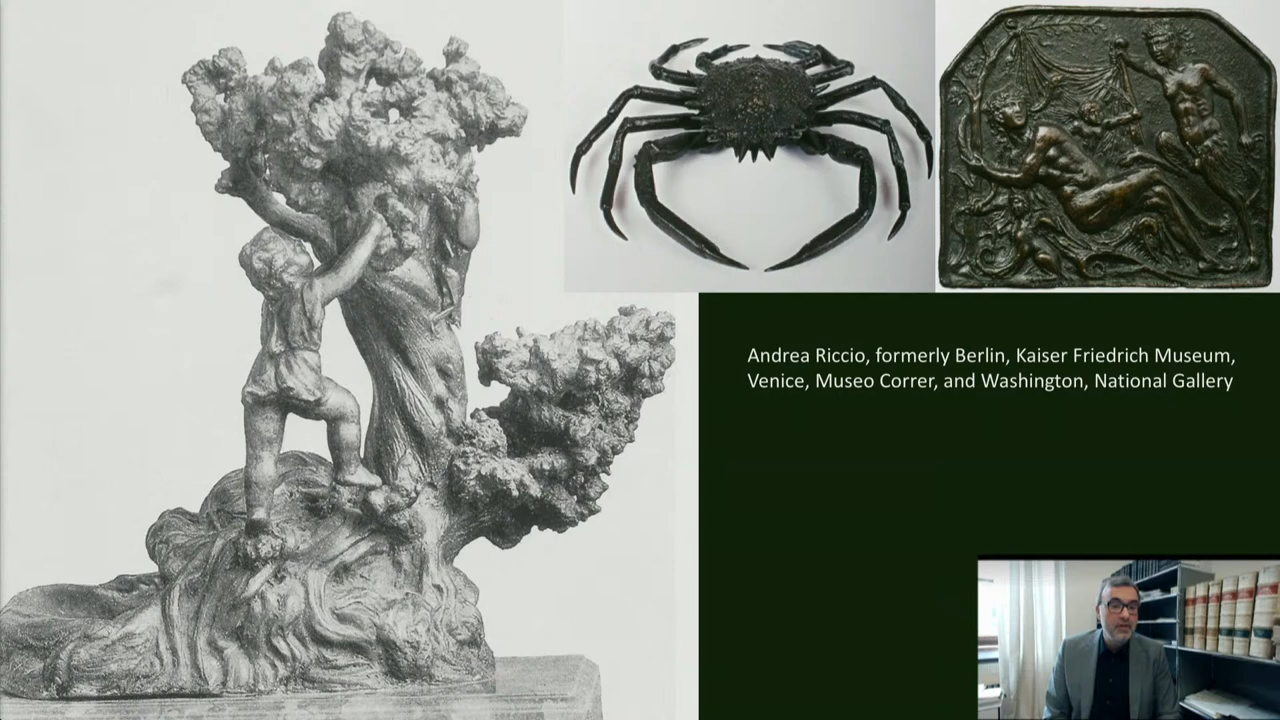 Andrea Riccio, formerly Berlin, Kaiser Friedrich Museum,
Venice, Museo Correr, and Washington, National Gallery